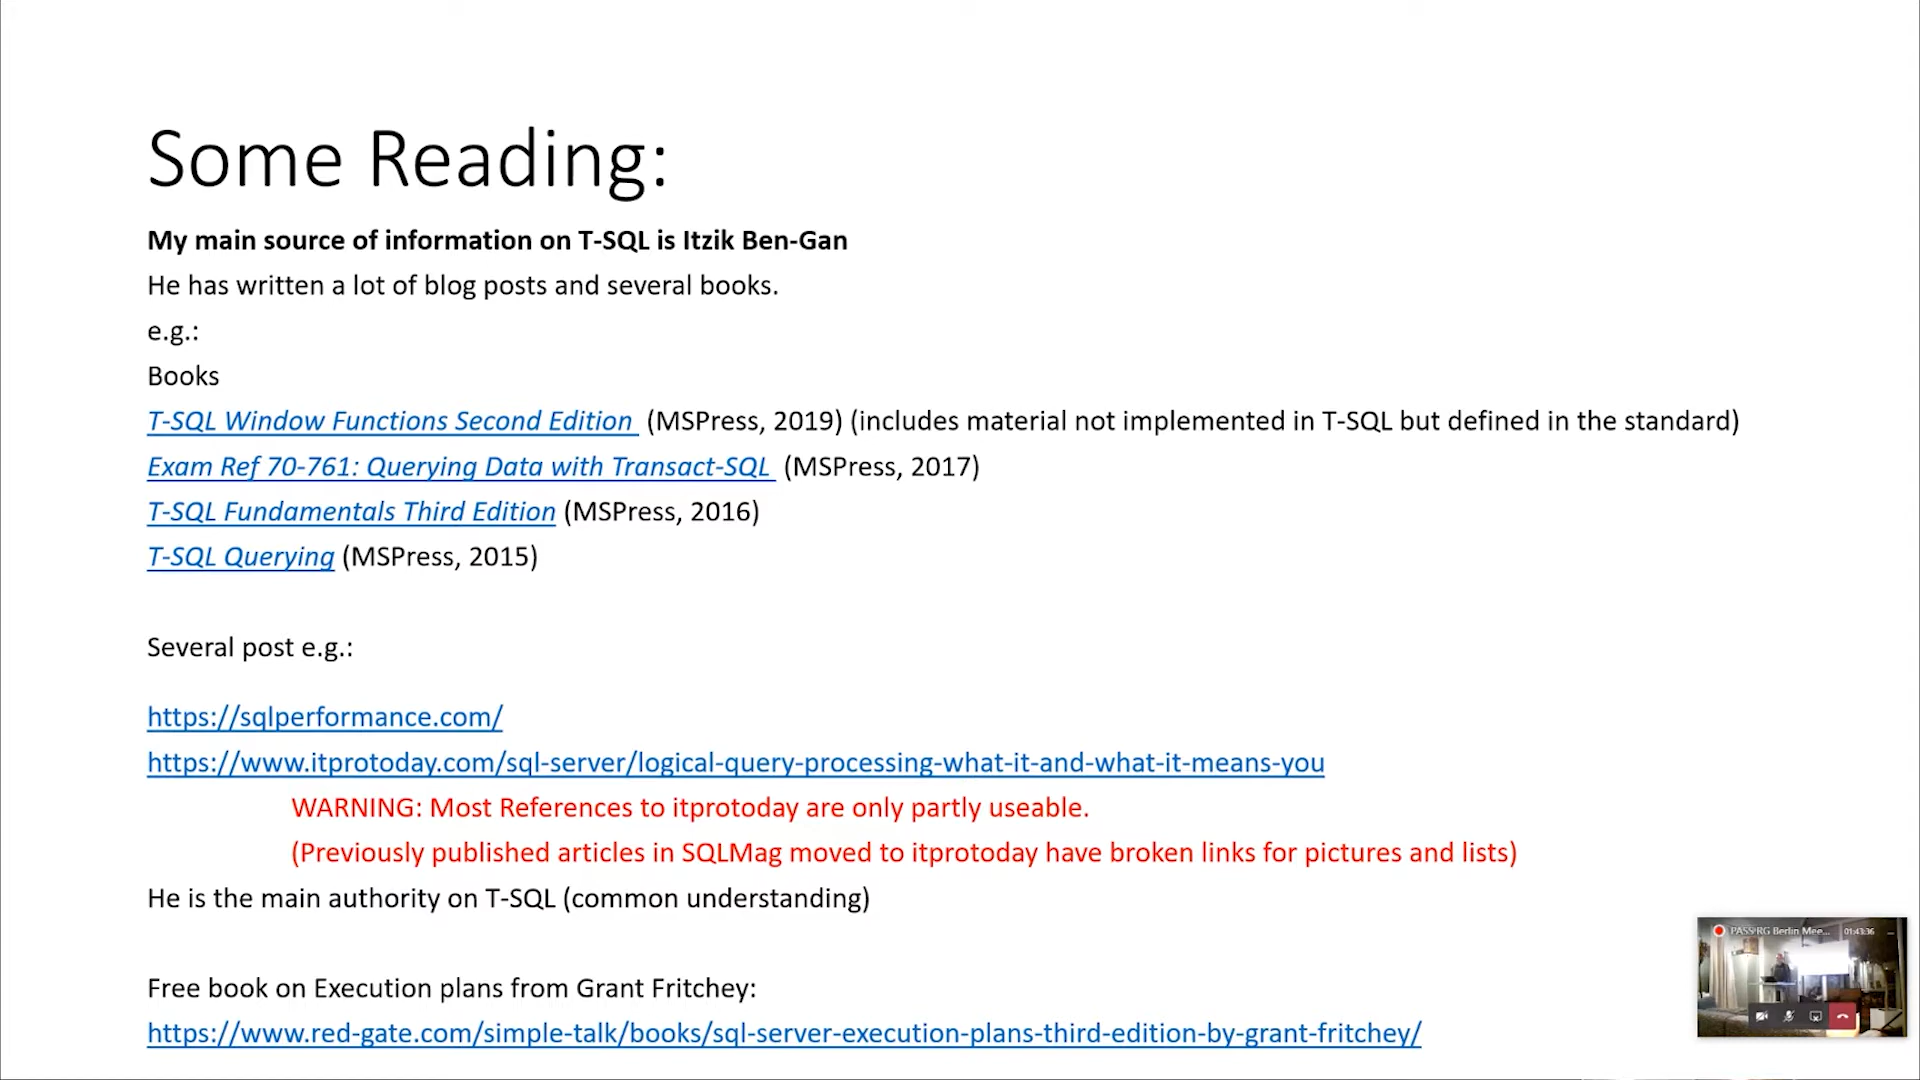 Some Reading:
My main source of information on T-SQL is Itzik Ben-Gan
He has written a lot of blog posts and several books.
e.g.:
Books
T-SQL Window Functions Second Edition (MSPress, 2019) (includes material not implemented in T-SQL but defined in the standard)
Exam Ref 70-761: Querying Data with Transact-SQL (MSPress, 2017)
T-SQL Fundamentals Third Edition (MSPress, 2016)
T-SQL Querying (MSPress, 2015)
Several post e.g.:
https://sqlperformance.com/
https://www.itprotoday.com/sql-server/logical-query-processing-what-it-and-what-it-means-you
WARNING: Most References to itprotoday are only partly useable.
(Previously published articles in SQLMag moved to itprotoday have broken links for pictures and lists)
He is the main authority on T-SQL (common understanding)
PASS RG Berlin Mee... 01:43:36
Free book on Execution plans from Grant Fritchey:
https://www.red-gate.com/simple-talk/books/sql-server-execution-plans-third-edition-by-grant-fritchey/